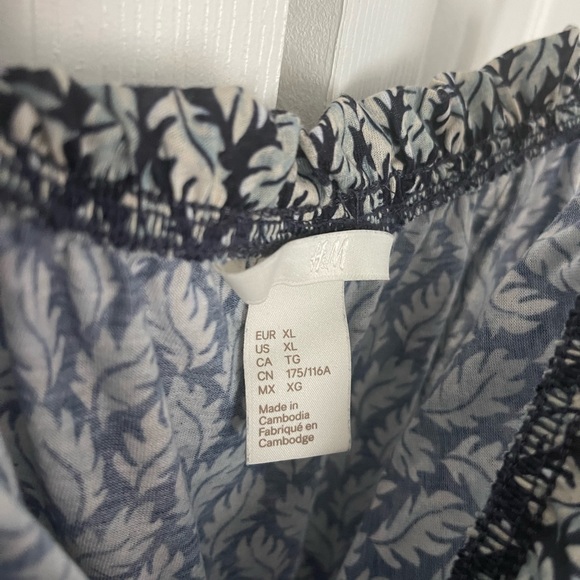 H&M
EUR XL
US XL
CA TG
CN 175/116A
MX XG
Made in
Cambodia
Fabriqué en
Cambodge